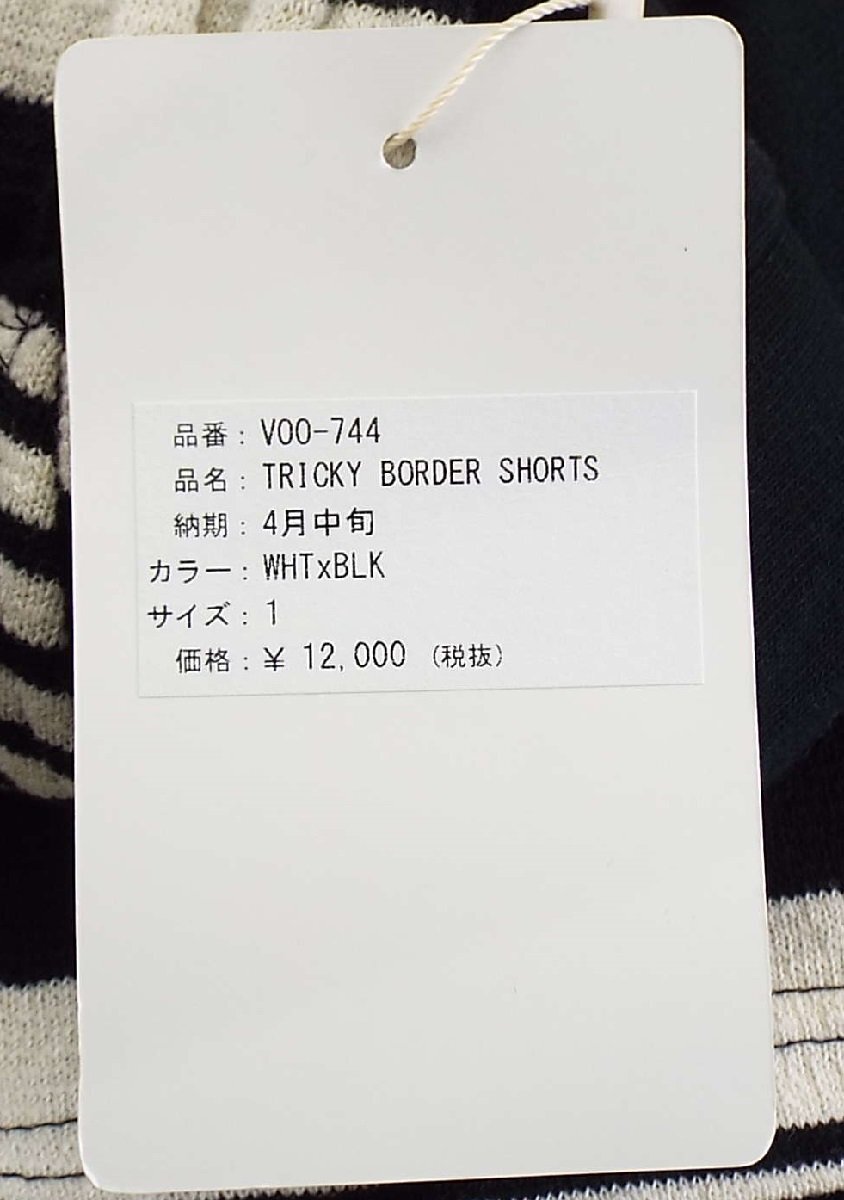 品番：VOO-744
品名：TRICKY BORDER SHORTS
納期：4月中旬
カラー：WHTxBLK
サイズ：1
価格：¥ 12,000 (税抜)